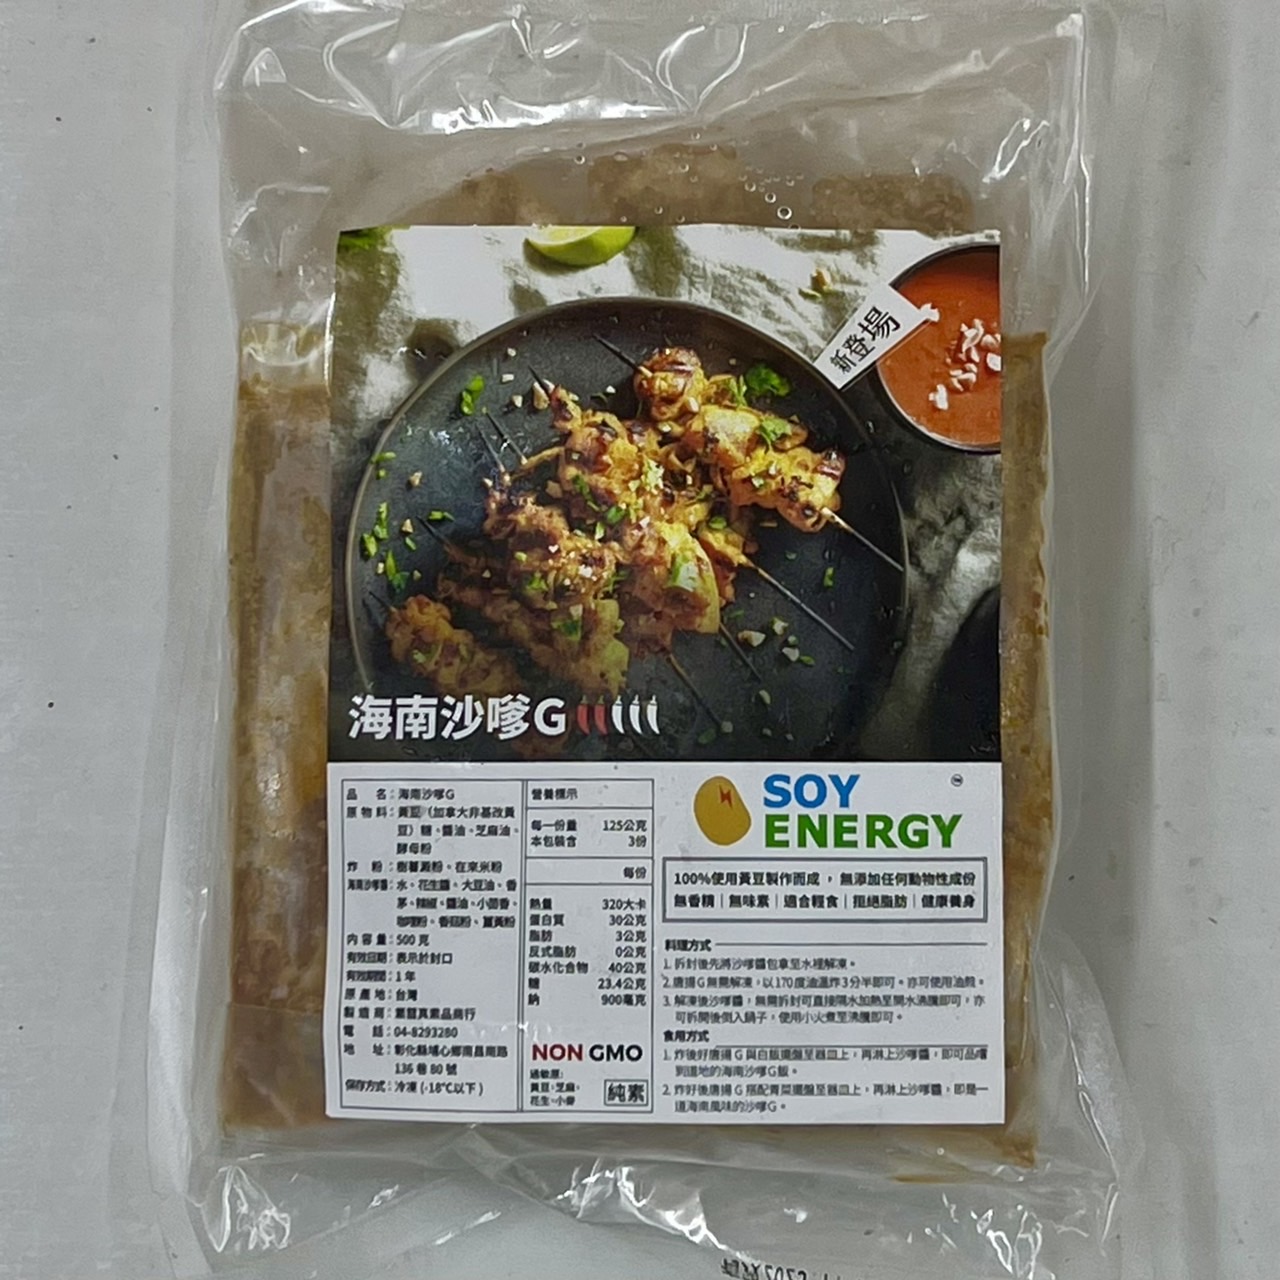 新登場
海南沙嗲G
品　名：海南沙嗲G
原物料：黃豆（加拿大非基改黃
豆）糖、醬油、芝麻油、
酵母粉
炸　粉：樹薯澱粉、在來米粉
海南沙嗲醬：水、花生醬、大豆油、香
茅、辣椒、醬油、小茴香、
咖哩粉、香菇粉、薑黃粉
內容量：500 克
有效日期：表示於封口
有效期間：1 年
原產地：台灣
製造商：素囍真素品商行
電　話：04-8293280
地　址：彰化縣埔心鄉南昌南路
136 巷 80 號
保存方式：冷凍 (-18°C以下)
營養標示
每一份量 125公克
本包裝含 3份
每份
熱量 320大卡
蛋白質 30公克
脂肪 3公克
反式脂肪 0公克
碳水化合物 40公克
糖 23.4公克
鈉 900毫克
NON GMO
過敏原：
黃豆、芝麻、
花生、小麥
純素
SOY
ENERGY
100%使用黃豆製作而成，無添加任何動物性成份
無香精｜無味素｜適合輕食｜拒絕脂肪｜健康養身
料理方式
1. 拆封後先將沙嗲醬包拿至水裡解凍。
2. 唐揚G無需解凍，以170度油溫炸3分半即可。亦可使用油煎。
3. 解凍後沙嗲醬，無需拆封可直接隔水加熱至開水沸騰即可，亦
可拆開後倒入鍋子，使用小火煮至沸騰即可。
食用方式
1. 炸後好唐揚G與白飯擺盤至器皿上，再淋上沙嗲醬，即可品嚐
到道地的海南沙嗲G飯。
2. 炸好後唐揚G搭配青菜擺盤至器皿上，再淋上沙嗲醬，即是一
道海南風味的沙嗲G。